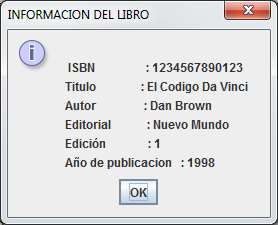 INFORMACION DEL LIBRO
ISBN : 1234567890123
Titulo : El Codigo Da Vinci
Autor : Dan Brown
Editorial : Nuevo Mundo
Edición : 1
Año de publicacion : 1998
OK